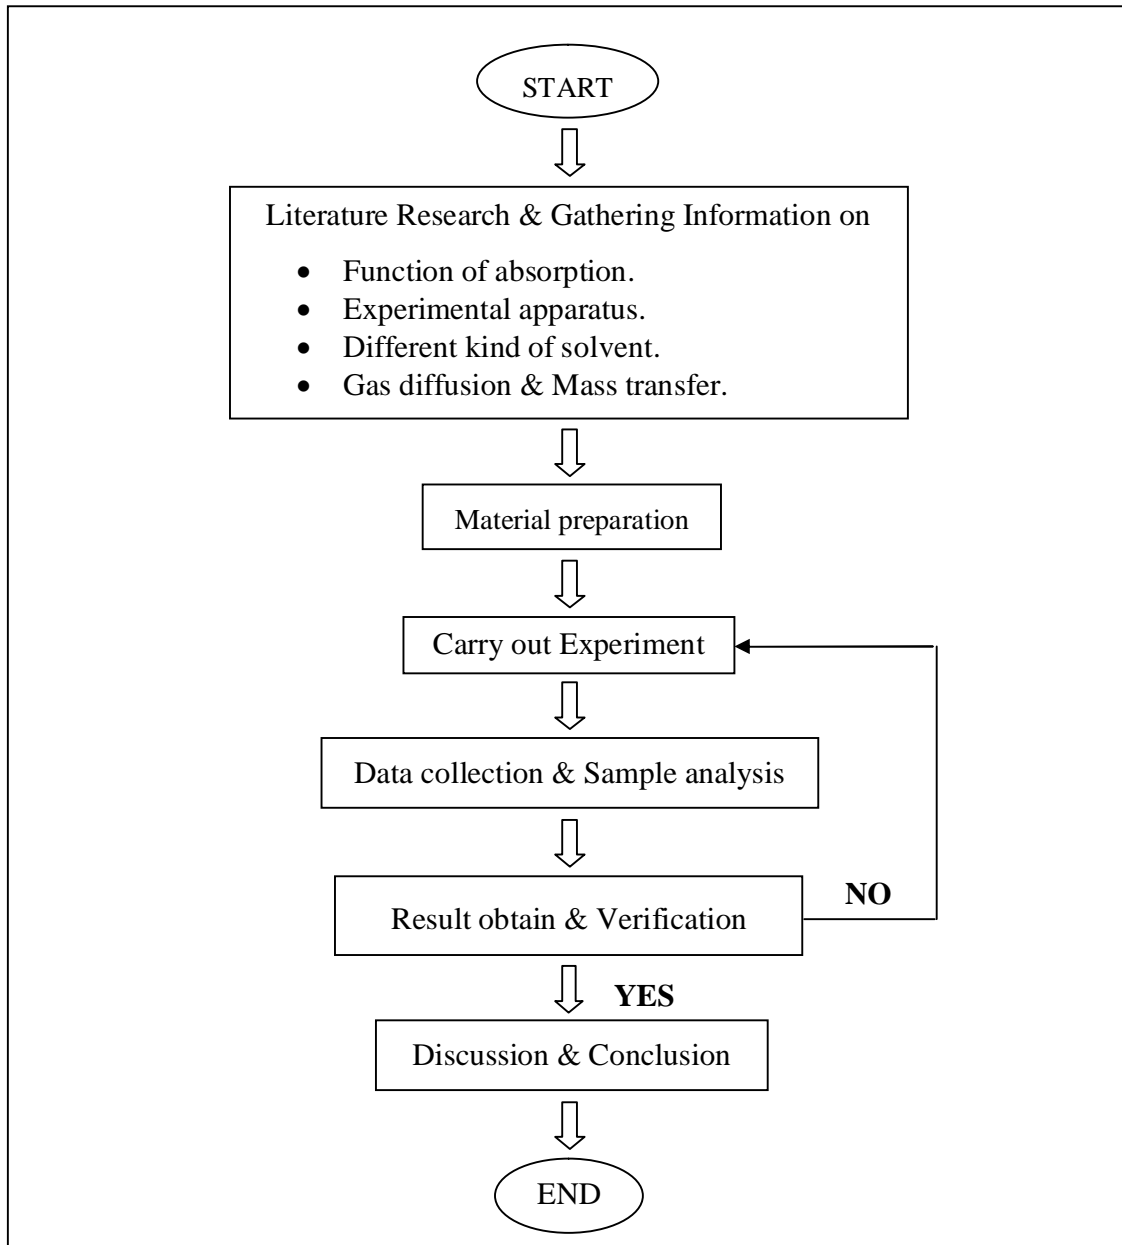 START
Literature Research & Gathering Information on
• Function of absorption.
• Experimental apparatus.
• Different kind of solvent.
• Gas diffusion & Mass transfer.
Material preparation
Carry out Experiment
Data collection & Sample analysis
NO
Result obtain & Verification
YES
Discussion & Conclusion
END